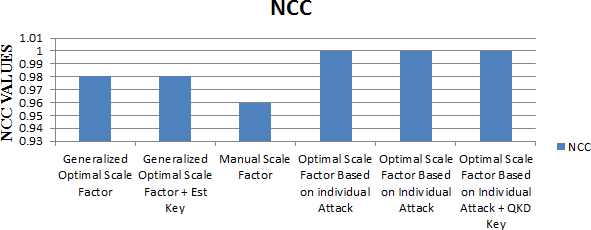 NCC
NCC VALUES
1.01
1
0.99
0.98
0.97
0.96
0.95
0.94
0.93
Generalized
Optimal Scale
Factor
Generalized
Optimal Scale
Factor + Est
Key
Manual Scale
Factor
Optimal Scale
Factor Based
on individual
Attack
Optimal Scale
Factor Based
on Individual
Attack
Optimal Scale
Factor Based
on Individual
Attack + QKD
Key
NCC